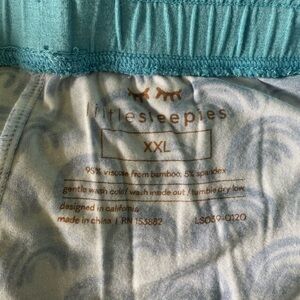 littlesleepies
XXL
95% viscose from bamboo, 5% spandex
gentle wash cold / wash inside out / tumble dry low
designed in california
made in china | RN 153882 LS039-0120